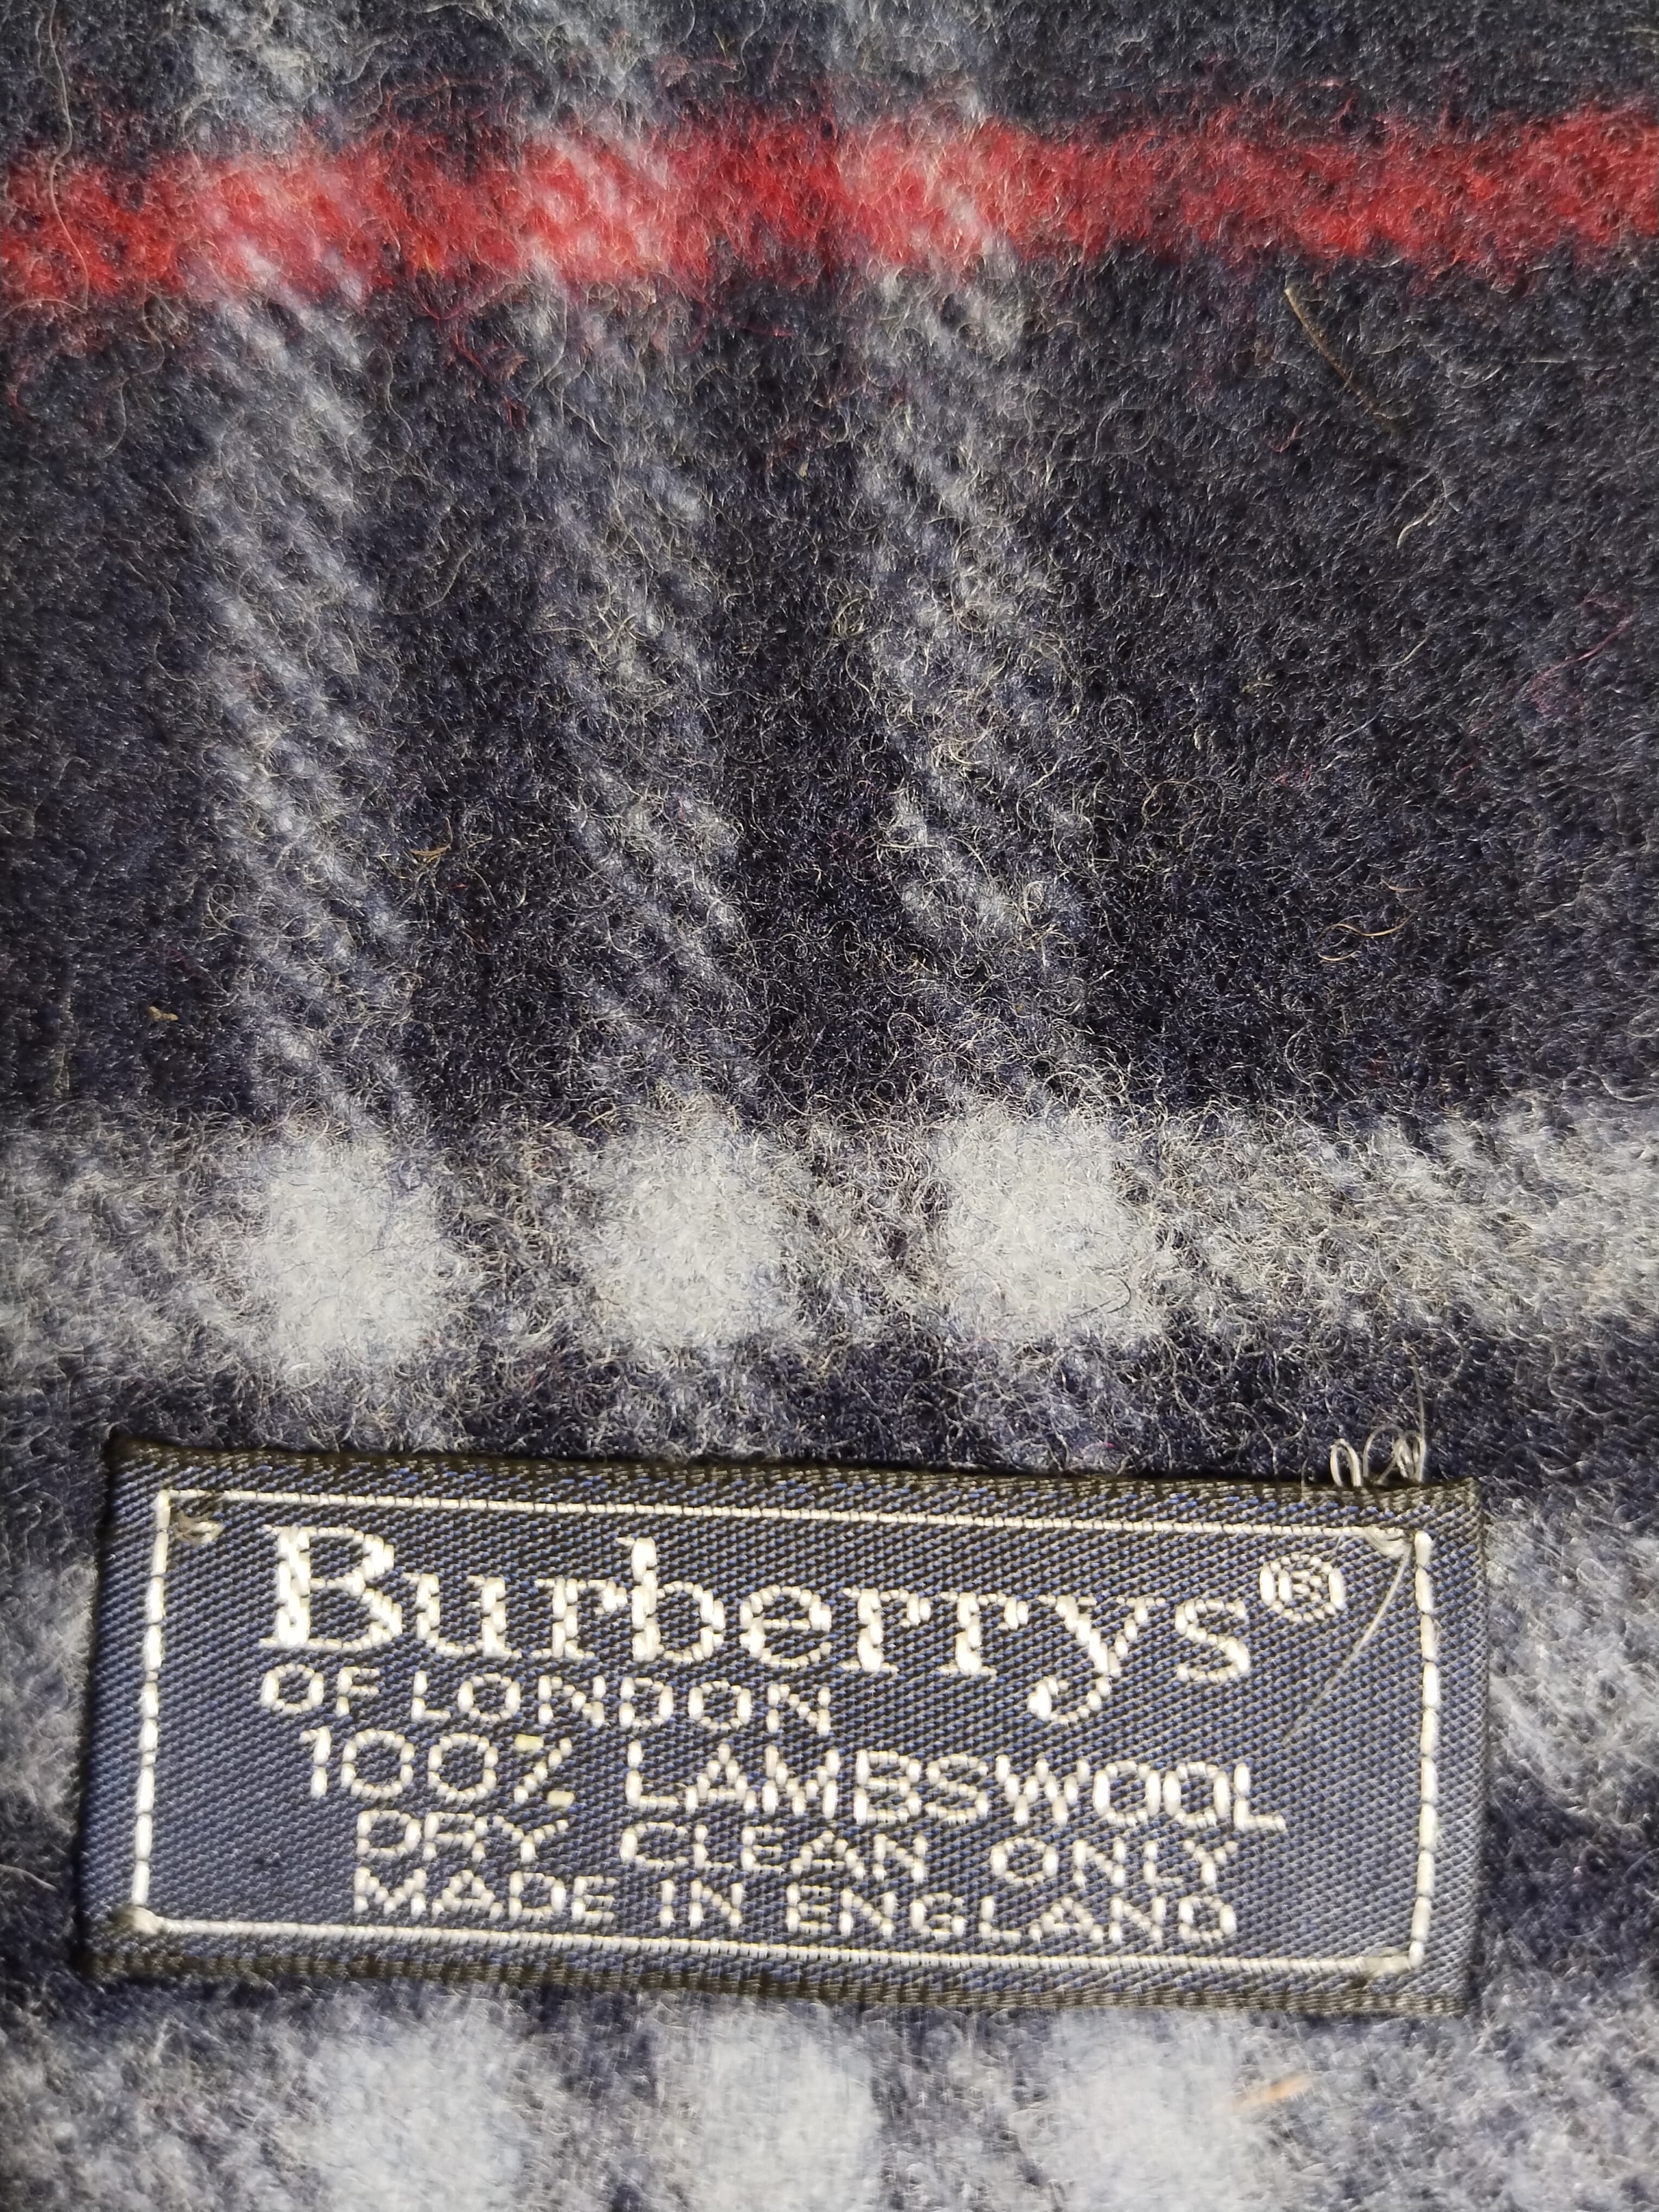 Burberrys®
OF LONDON
100% LAMBSWOOL
DRY CLEAN ONLY
MADE IN ENGLAND